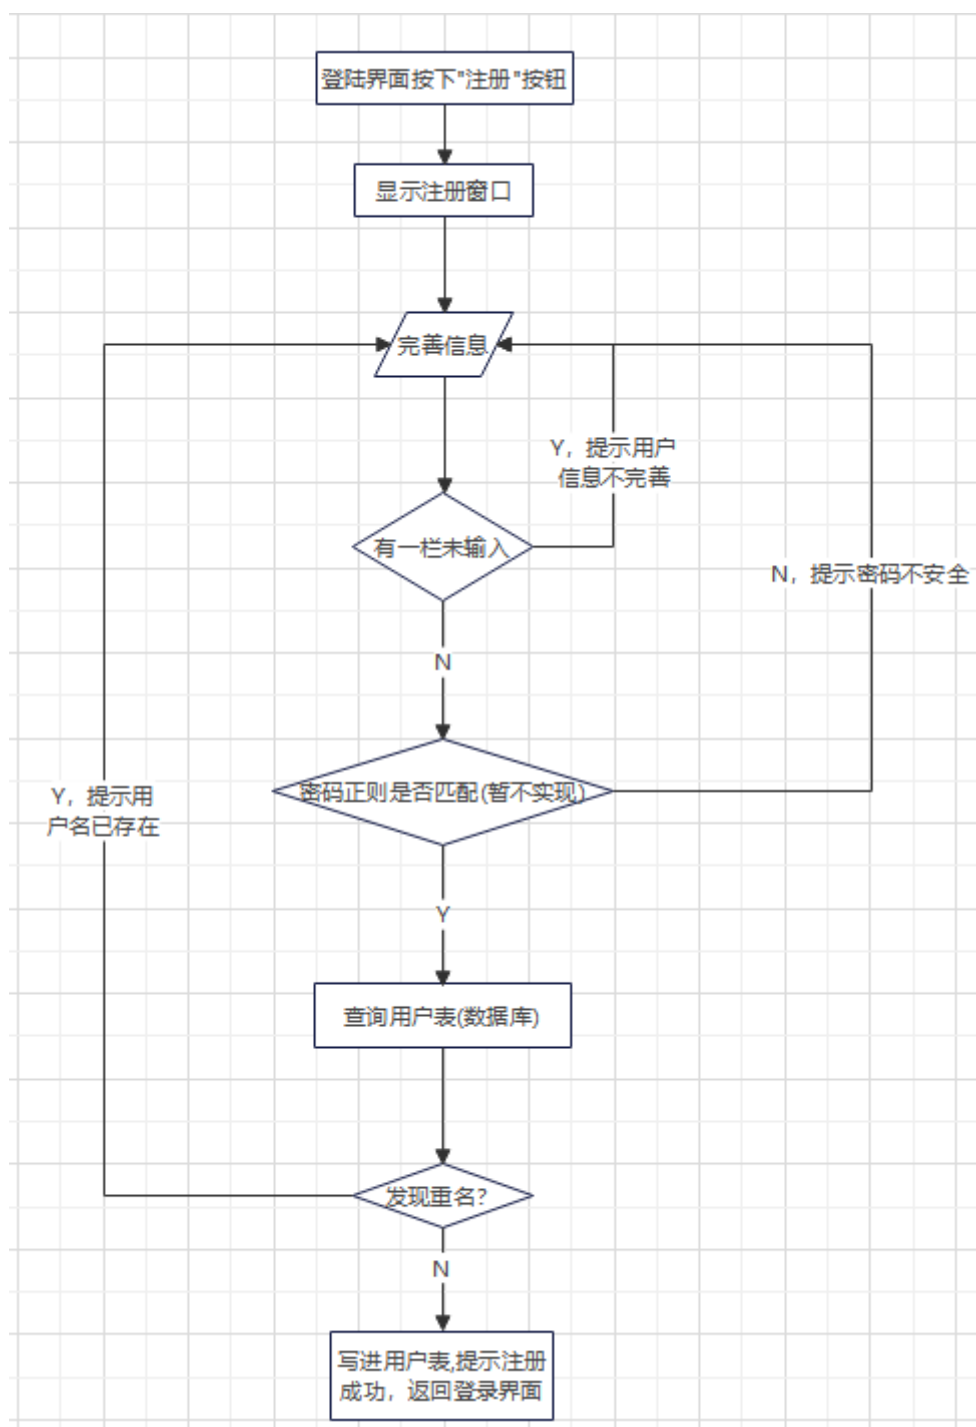 登陆界面按下"注册"按钮
显示注册窗口
完善信息
Y，提示用户
信息不完善
有一栏未输入
N，提示密码不安全
N
密码正则是否匹配(暂不实现)
Y，提示用
户名已存在
Y
查询用户表(数据库)
发现重名？
N
写进用户表,提示注册
成功，返回登录界面